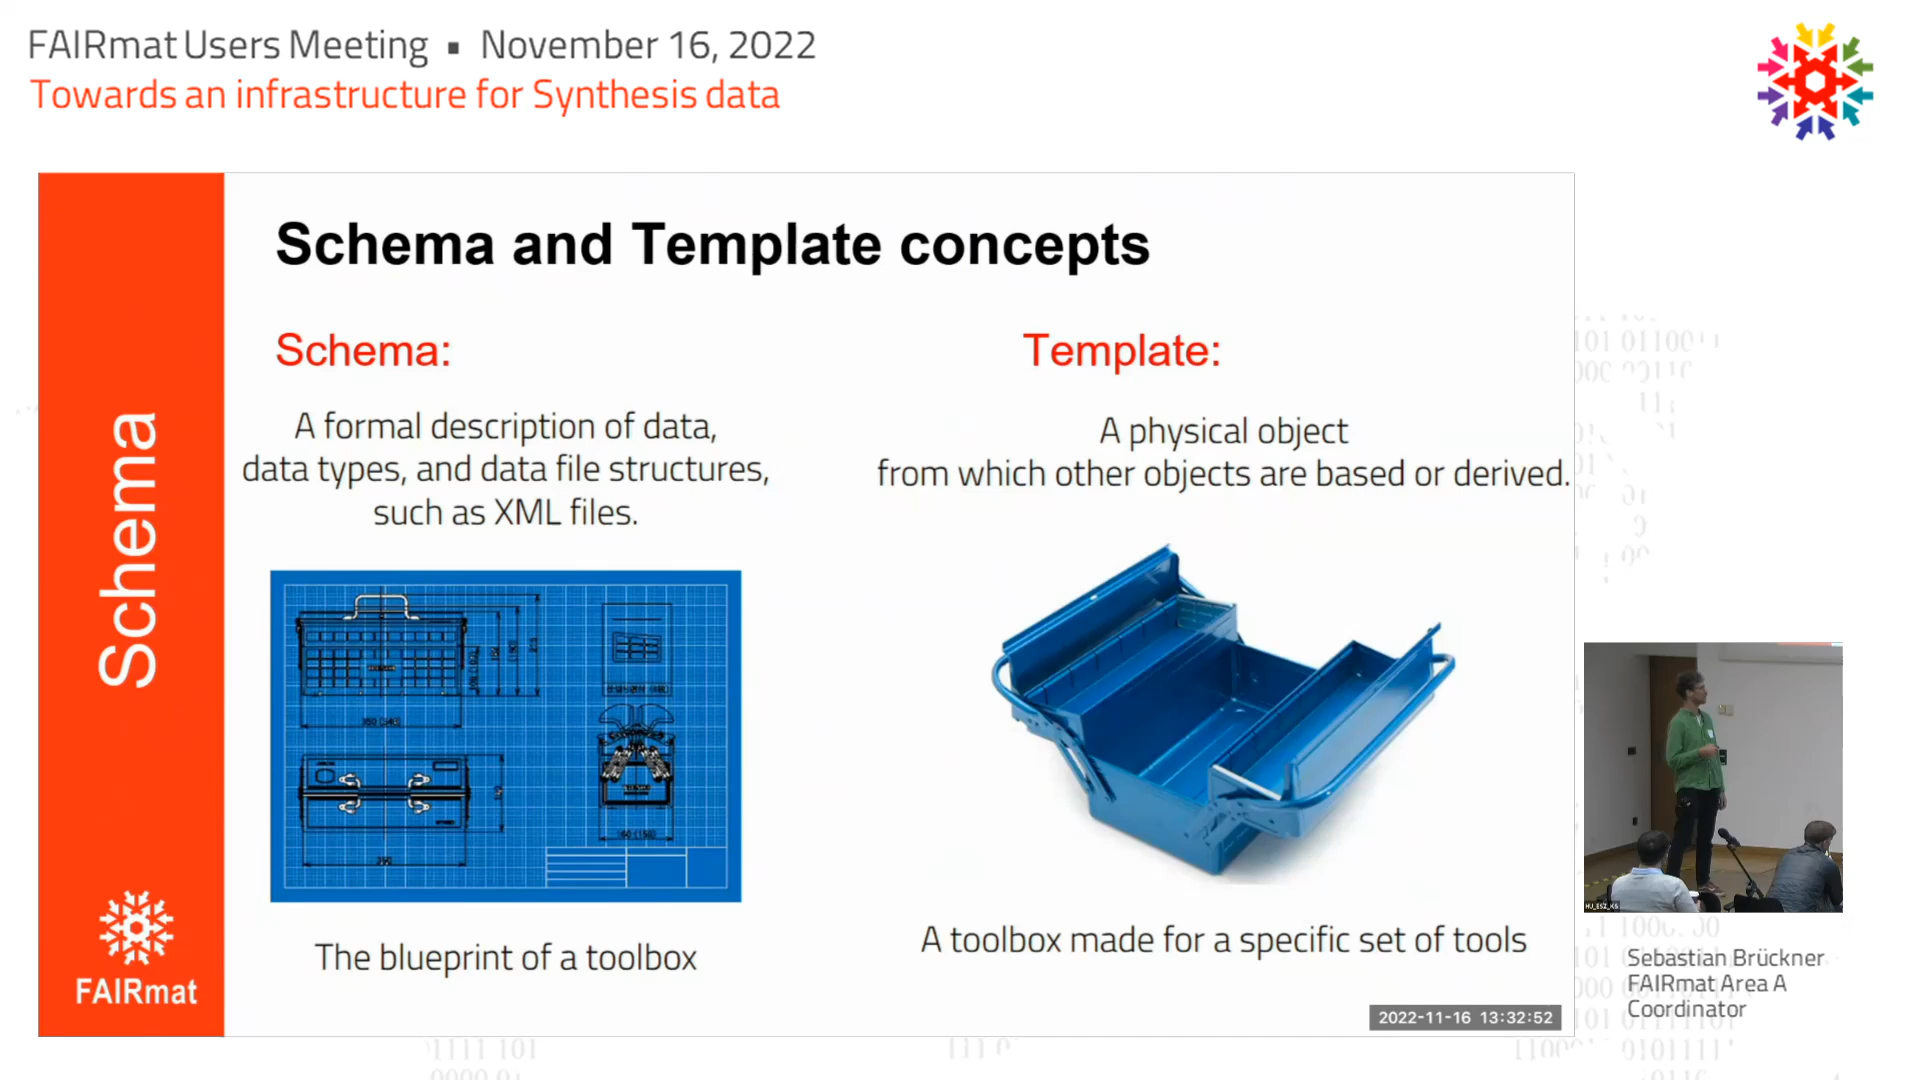 FAIRmat Users Meeting ▪ November 16, 2022
Towards an infrastructure for Synthesis data
Schema and Template concepts
Schema:
A formal description of data,
data types, and data file structures,
such as XML files.
The blueprint of a toolbox
Template:
A physical object
from which other objects are based or derived.
A toolbox made for a specific set of tools
Schema
FAIRmat
2022-11-16 13:32:52
Sebastian Brückner
FAIRmat Area A
Coordinator